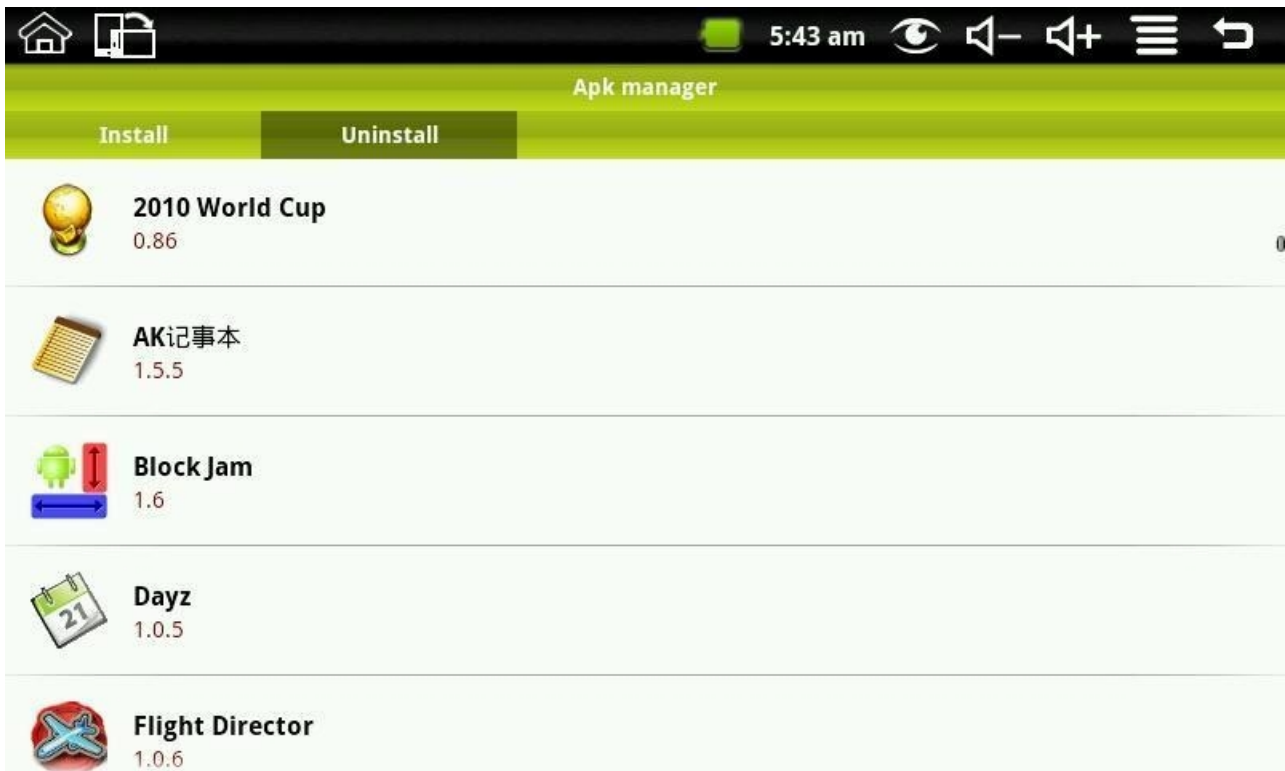 5:43 am
Apk manager
Install Uninstall
2010 World Cup
0.86
AK记事本
1.5.5
Block Jam
1.6
21
Dayz
1.0.5
Flight Director
1.0.6